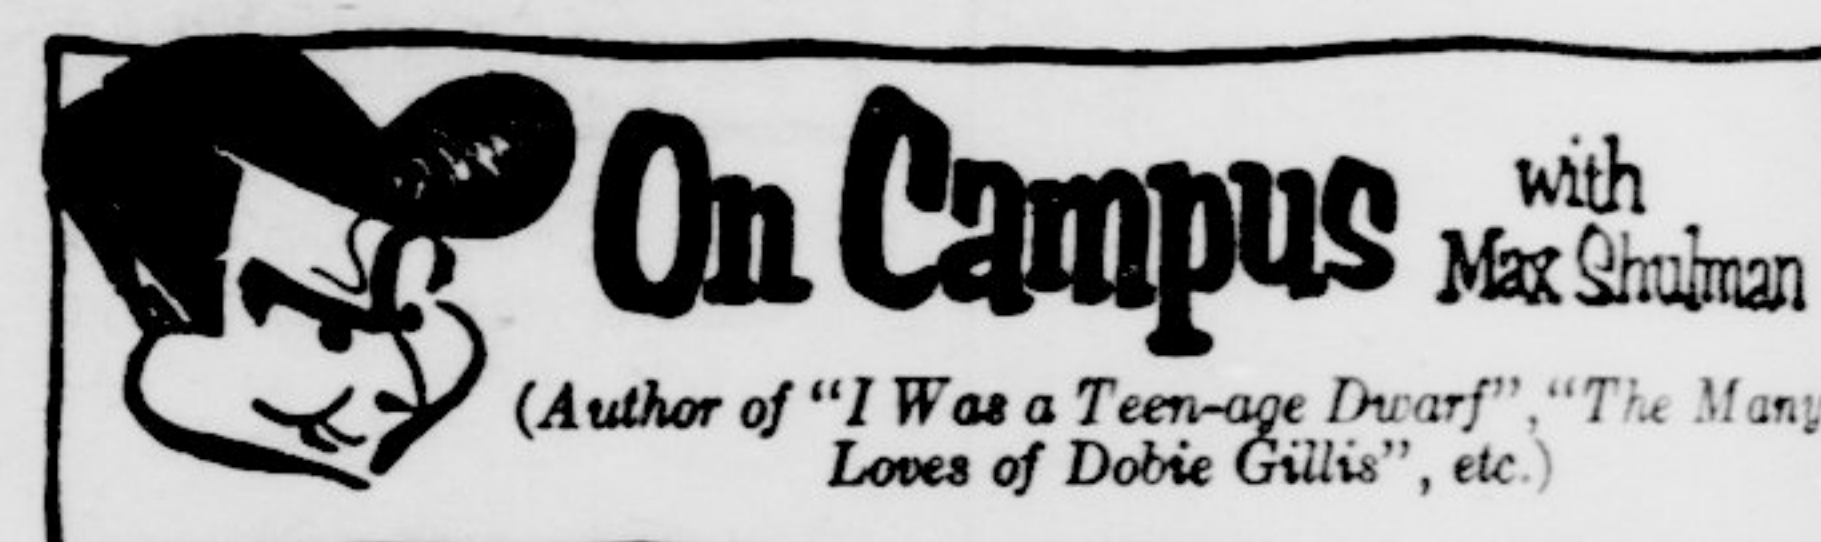 On Campus with
Max Shulman
(Author of "I Was a Teen-age Dwarf", "The Many
Loves of Dobie Gillis", etc.)